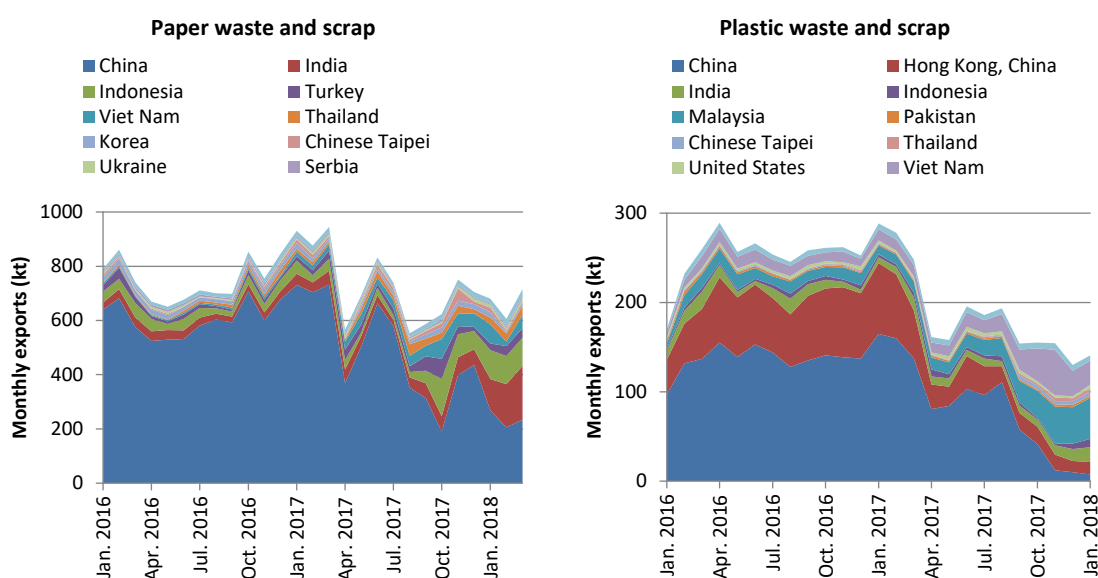 Paper waste and scrap
China India
Indonesia Turkey
Viet Nam Thailand
Korea Chinese Taipei
Ukraine Serbia
Monthly exports (kt)
1000
800
600
400
200
0
Jan. 2016
Apr. 2016
Jul. 2016
Oct. 2016
Jan. 2017
Apr. 2017
Jul. 2017
Oct. 2017
Jan. 2018
Plastic waste and scrap
China Hong Kong, China
India Indonesia
Malaysia Pakistan
Chinese Taipei Thailand
United States Viet Nam
Monthly exports (kt)
300
200
100
0
Jan. 2016
Apr. 2016
Jul. 2016
Oct. 2016
Jan. 2017
Apr. 2017
Jul. 2017
Oct. 2017
Jan. 2018